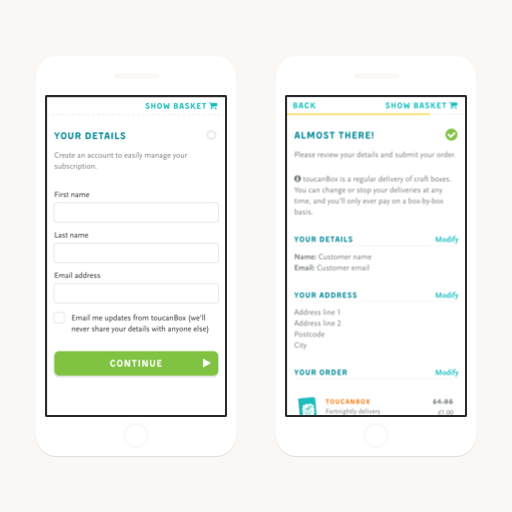 SHOW BASKET
YOUR DETAILS
Create an account to easily manage your
subscription.
First name
Last name
Email address
Email me updates from toucanBox (we'll
never share your details with anyone else)
CONTINUE
BACK
SHOW BASKET
ALMOST THERE!
Please review your details and submit your order.
toucanBox is a regular delivery of craft boxes.
You can change or stop your deliveries at any
time, and you'll only ever pay on a box-by-box
basis.
YOUR DETAILS Modify
Name: Customer name
Email: Customer email
YOUR ADDRESS Modify
Address line 1
Address line 2
Postcode
City
YOUR ORDER Modify
TOUCANBOX £4.95
Fortnightly delivery £1.00